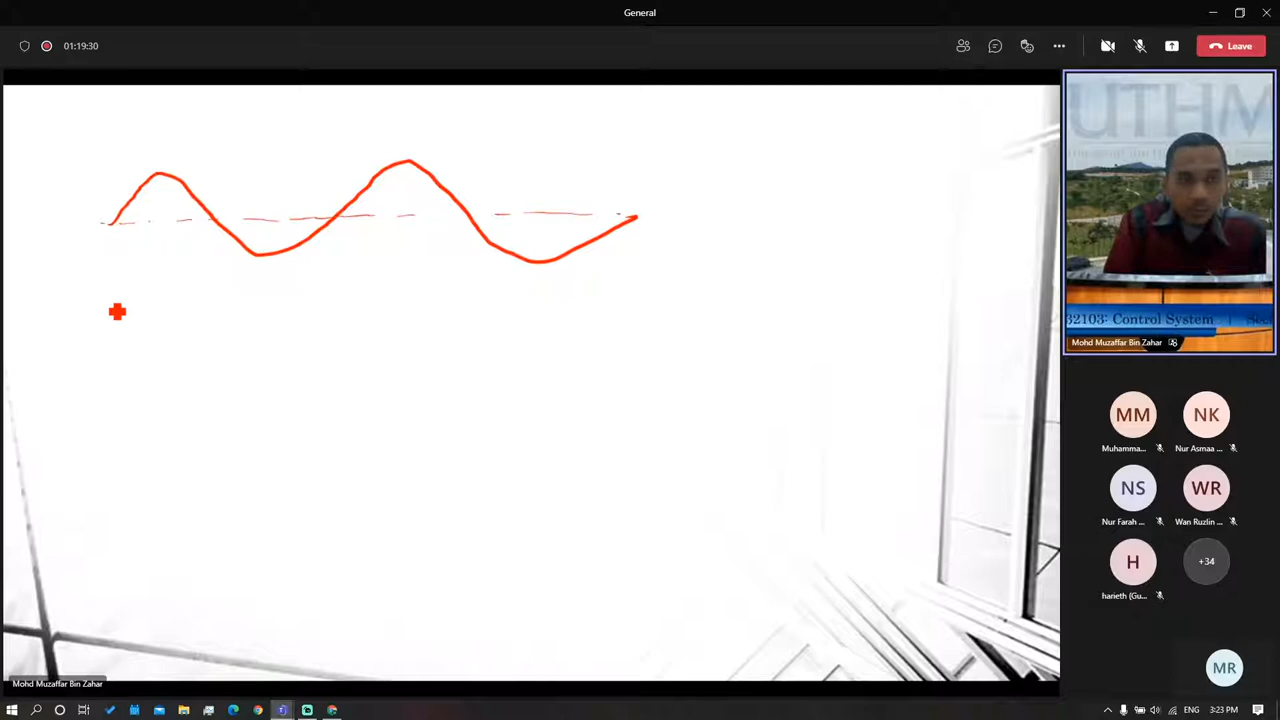 General
01:19:30
Leave
UTHM
32103: Control System
Mohd Muzaffar Bin Zahar
MM
NK
Muhamma...
Nur Asmaa ...
NS
WR
Nur Farah ...
Wan Ruzlin ...
H
+34
harieth (Gu...
MR
Mohd Muzaffar Bin Zahar
ENG
3:23 PM